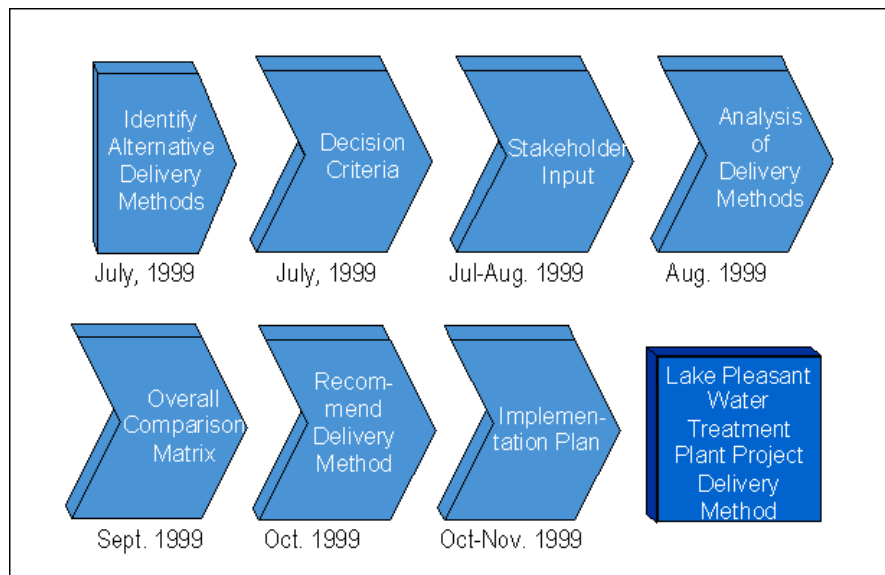 Identify
Alternative
Delivery
Methods
July, 1999
Decision
Criteria
July, 1999
Stakeholder
Input
Jul-Aug. 1999
Analysis
of
Delivery
Methods
Aug. 1999
Overall
Comparison
Matrix
Sept. 1999
Recom-
mend
Delivery
Method
Oct. 1999
Implemen-
tation Plan
Oct-Nov. 1999
Lake Pleasant
Water
Treatment
Plant Project
Delivery
Method